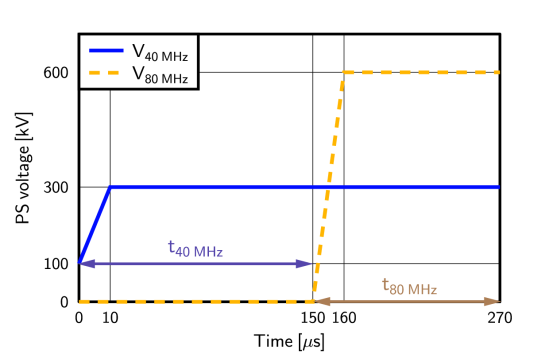 V40 MHz
V80 MHz
600
300
100
0
PS voltage [kV]
t40 MHz
t80 MHz
0 10 150 160 270
Time [μs]